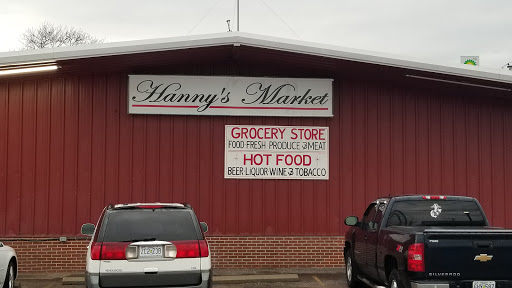 Hanny's Market
GROCERY STORE
FOOD FRESH PRODUCE & MEAT
HOT FOOD
BEER LIQUOR WINE & TOBACCO
SILVERADO